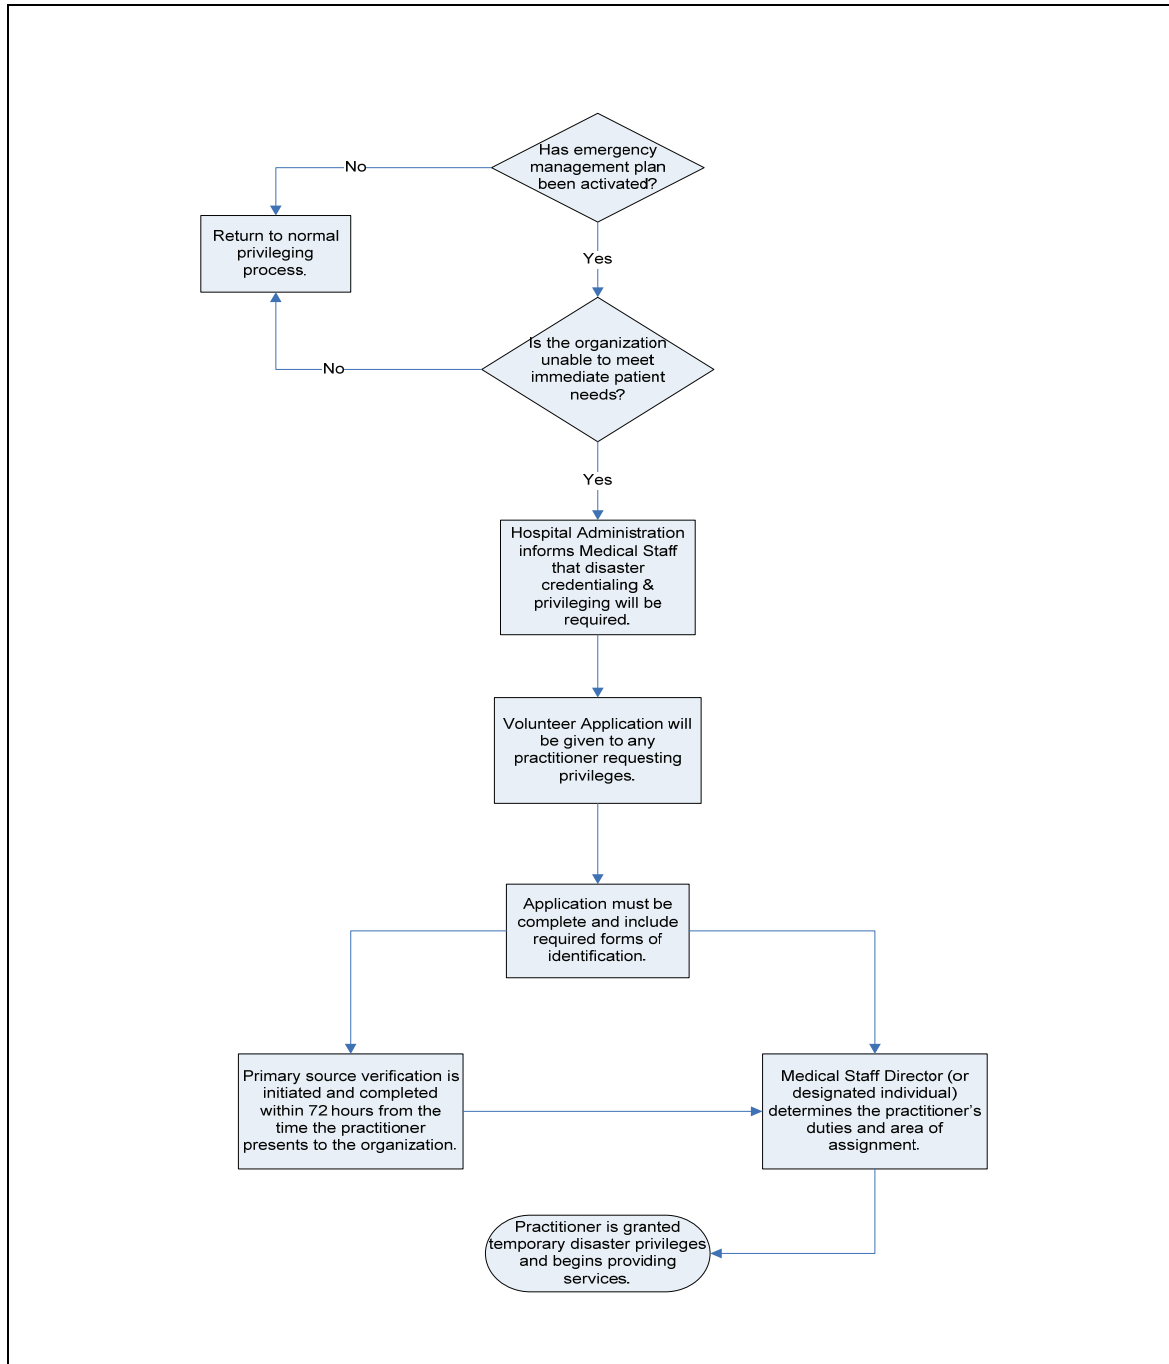 Has emergency
management plan
been activated?
No
Return to normal
privileging
process.
Yes
Is the organization
unable to meet
immediate patient
needs?
No
Yes
Hospital Administration
informs Medical Staff
that disaster
credentialing &
privileging will be
required.
Volunteer Application will
be given to any
practitioner requesting
privileges.
Application must be
complete and include
required forms of
identification.
Primary source verification is
initiated and completed
within 72 hours from the
time the practitioner
presents to the organization.
Medical Staff Director (or
designated individual)
determines the practitioner's
duties and area of
assignment.
Practitioner is granted
temporary disaster privileges
and begins providing
services.